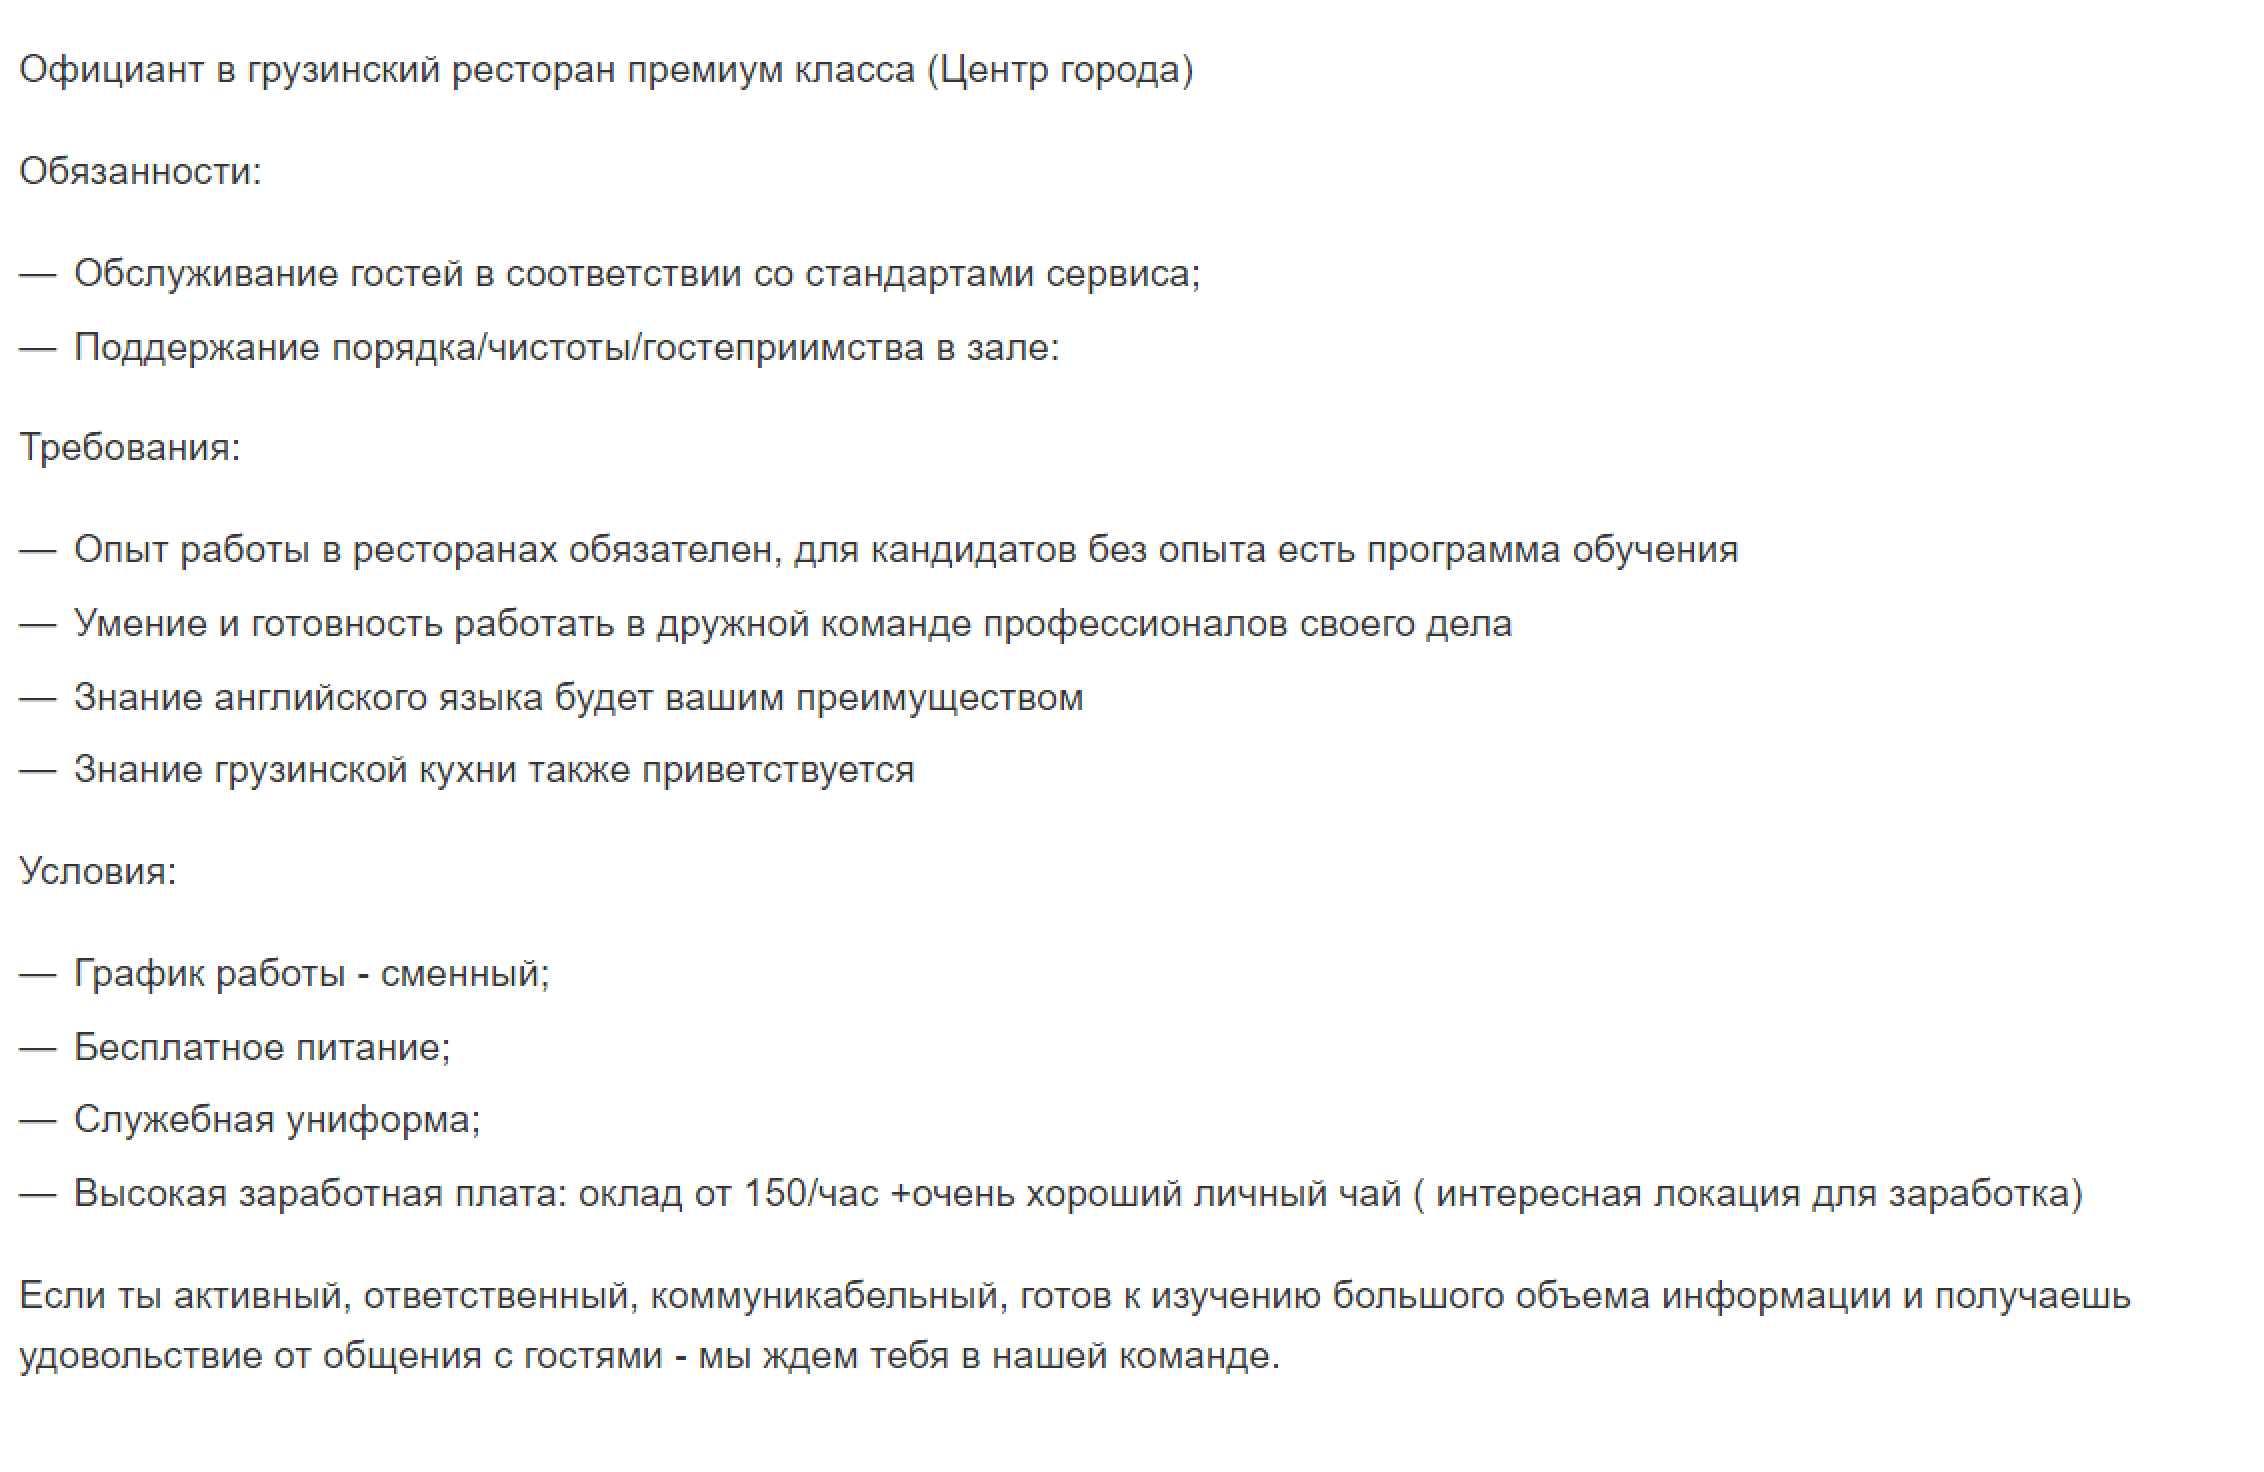 Официант в грузинский ресторан премиум класса (Центр города)
Обязанности:
— Обслуживание гостей в соответствии со стандартами сервиса;
— Поддержание порядка/чистоты/гостеприимства в зале:
Требования:
— Опыт работы в ресторанах обязателен, для кандидатов без опыта есть программа обучения
— Умение и готовность работать в дружной команде профессионалов своего дела
— Знание английского языка будет вашим преимуществом
— Знание грузинской кухни также приветствуется
Условия:
— График работы - сменный;
— Бесплатное питание;
— Служебная униформа;
— Высокая заработная плата: оклад от 150/час +очень хороший личный чай ( интересная локация для заработка)
Если ты активный, ответственный, коммуникабельный, готов к изучению большого объема информации и получаешь
удовольствие от общения с гостями - мы ждем тебя в нашей команде.